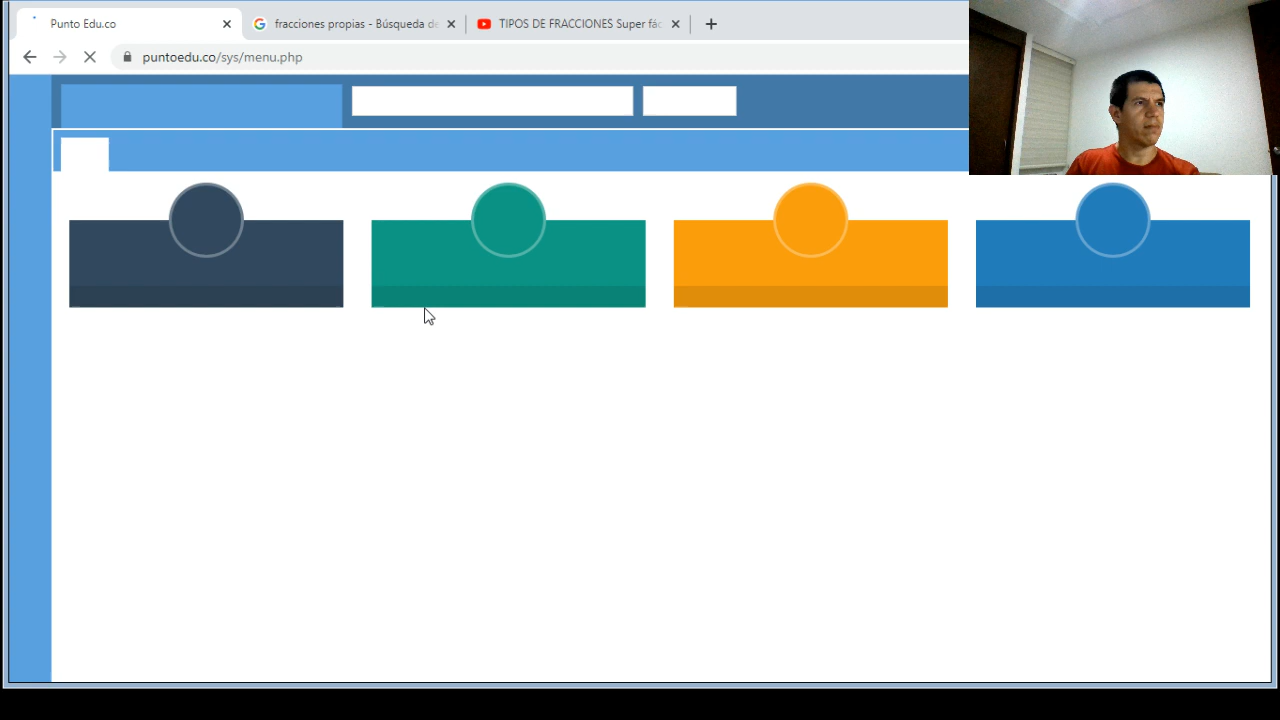 Punto Edu.co
fracciones propias - Búsqueda de
TIPOS DE FRACCIONES Super fác
puntoedu.co/sys/menu.php